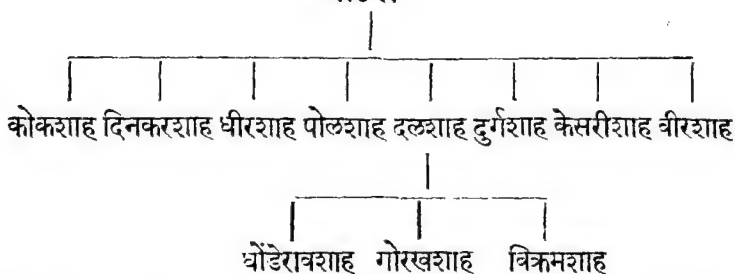 कोकशाह दिनकरशाह धीरशाह पोलशाह दलशाह दुर्गशाह केसरीशाह वीरशाह
धोंडेरावशाह गोरखशाह विक्रमशाह